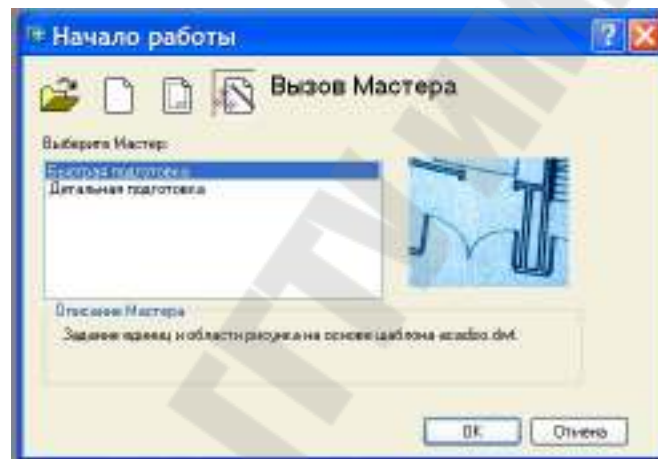 Начало работы
Вызов Мастера
Выберите Мастер:
Быстрая подготовка
Детальная подготовка
Описание Мастера
Задание единиц и области рисунка на основе шаблона acadiso.dwt.
OK
Отмена